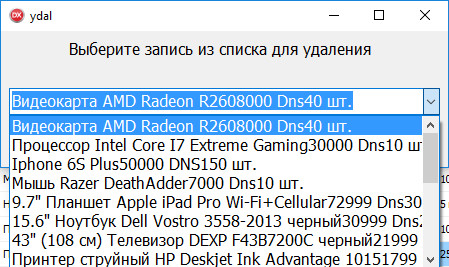 ydal
Выберите запись из списка для удаления
Видеокарта AMD Radeon R2608000 Dns40 шт.
Видеокарта AMD Radeon R2608000 Dns40 шт.
Процессор Intel Core I7 Extreme Gaming30000 Dns10 шт
Iphone 6S Plus50000 DNS150 шт.
Мышь Razer DeathAdder7000 Dns10 шт.
9.7" Планшет Apple iPad Pro Wi-Fi+Cellular72999 Dns30
15.6" Ноутбук Dell Vostro 3558-2013 черный30999 Dns2
43" (108 см) Телевизор DEXP F43B7200C черный21999
Принтер струйный HP Deskjet Ink Advantage 10151799